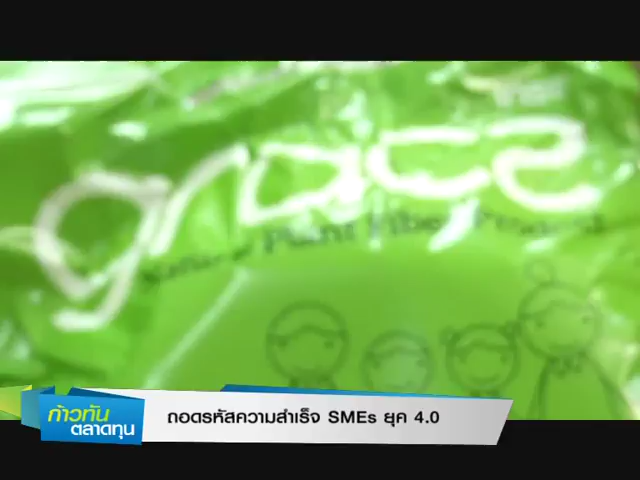 grace
Natural Plant Fiber Product
ก้าวทัน
ตลาดทุน
ถอดรหัสความสำเร็จ SMEs ยุค 4.0